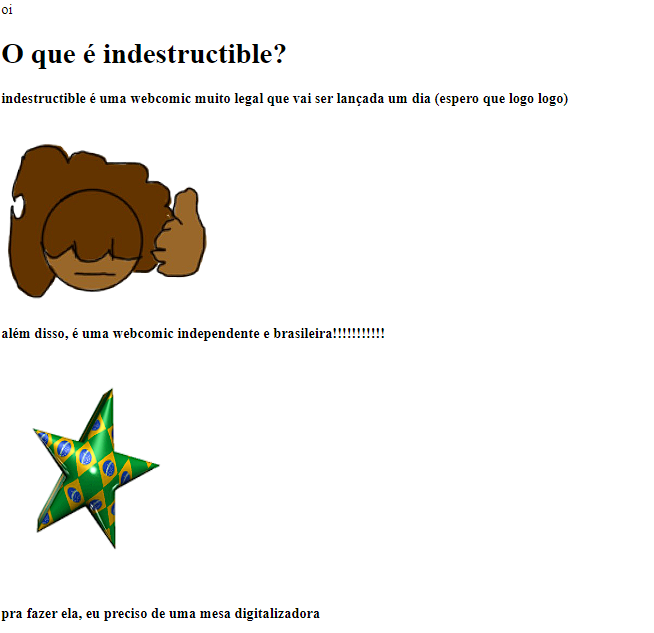 oi
O que é indestructible?
indestructible é uma webcomic muito legal que vai ser lançada um dia (espero que logo logo)
além disso, é uma webcomic independente e brasileira!!!!!!!!!!!
pra fazer ela, eu preciso de uma mesa digitalizadora